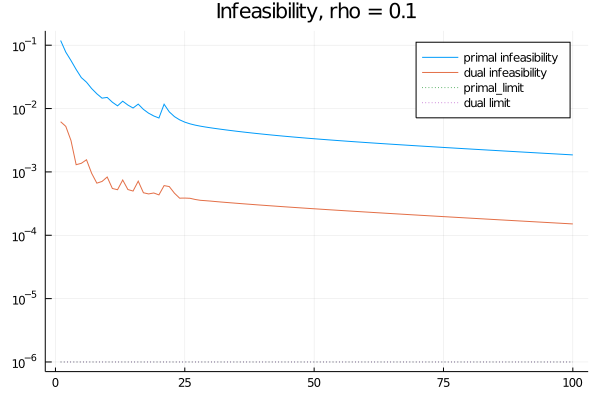 Infeasibility, rho = 0.1
primal infeasibility
dual infeasibility
primal_limit
dual limit
10⁻¹
10⁻²
10⁻³
10⁻⁴
10⁻⁵
10⁻⁶
0 25 50 75 100